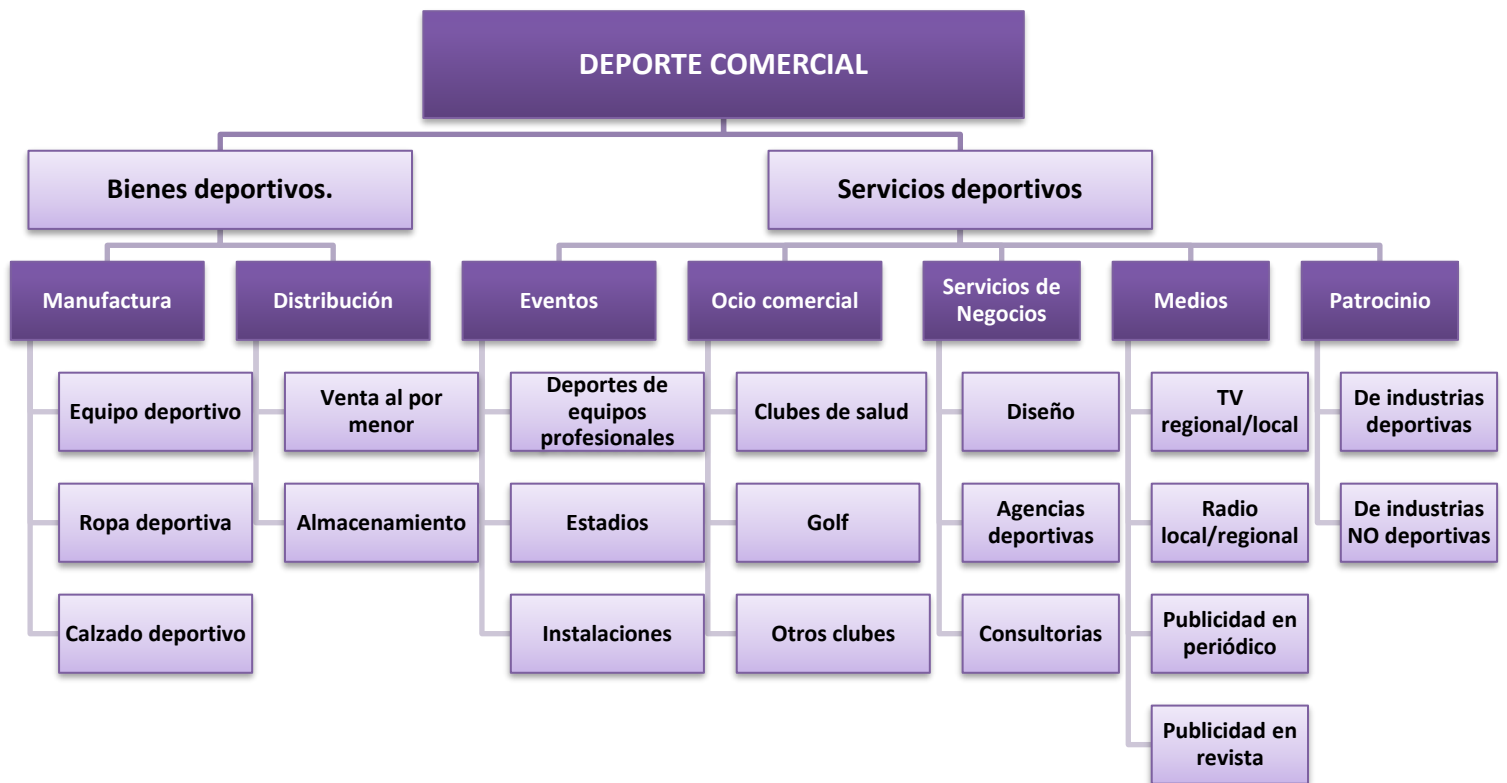 DEPORTE COMERCIAL
Bienes deportivos.
Servicios deportivos
Manufactura
Distribución
Eventos
Ocio comercial
Servicios de
Negocios
Medios
Patrocinio
Equipo deportivo
Ropa deportiva
Calzado deportivo
Venta al por
menor
Almacenamiento
Deportes de
equipos
profesionales
Estadios
Instalaciones
Clubes de salud
Golf
Otros clubes
Diseño
Agencias
deportivas
Consultorias
TV
regional/local
Radio
local/regional
Publicidad en
periódico
Publicidad en
revista
De industrias
deportivas
De industrias
NO deportivas